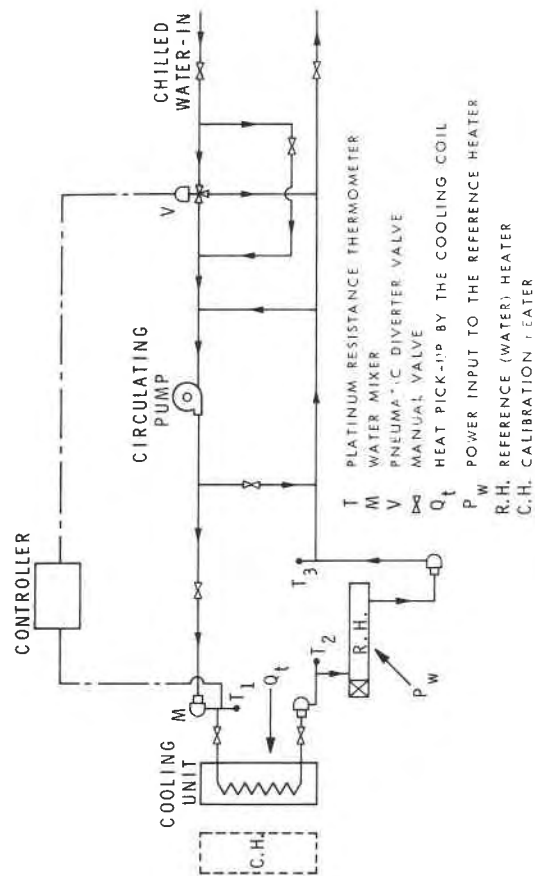 CONTROLLER
CHILLED
WATER-IN
V
CIRCULATING
PUMP
M
T1
COOLING
UNIT
Qt
C.H.
T2
T3
R.H.
Pw
T PLATINUM RESISTANCE THERMOMETER
M WATER MIXER
V PNEUMATIC DIVERTER VALVE
MANUAL VALVE
Qt HEAT PICK-UP BY THE COOLING COIL
Pw POWER INPUT TO THE REFERENCE HEATER
R.H. REFERENCE (WATER) HEATER
C.H. CALIBRATION HEATER